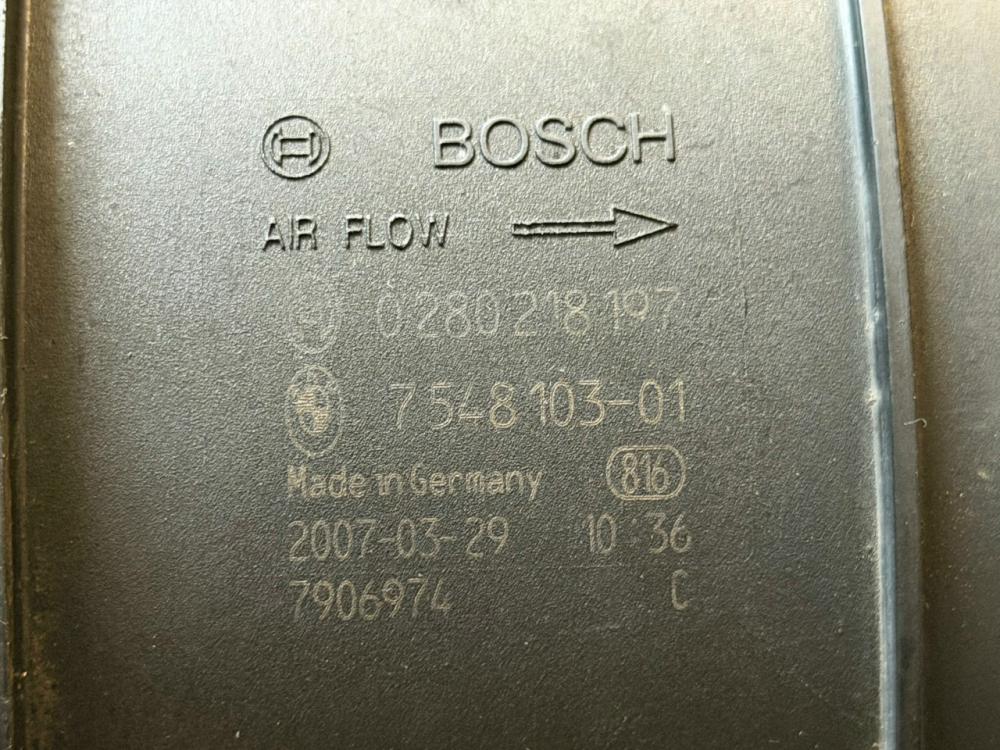 BOSCH
AIR FLOW
0 280 218 197
7 548 103-01
Made in Germany 816
2007-03-29 10:36
7906974 C